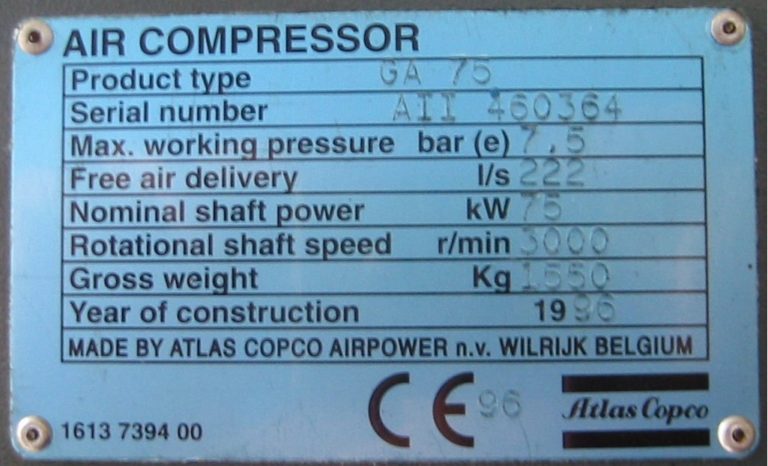 AIR COMPRESSOR
Product type GA 75
Serial number AII 460364
Max. working pressure bar (e) 7,5
Free air delivery l/s 222
Nominal shaft power kW 75
Rotational shaft speed r/min 3000
Gross weight Kg 1550
Year of construction 1996
MADE BY ATLAS COPCO AIRPOWER n.v. WILRIJK BELGIUM
CE 96 Atlas Copco
1613 7394 00